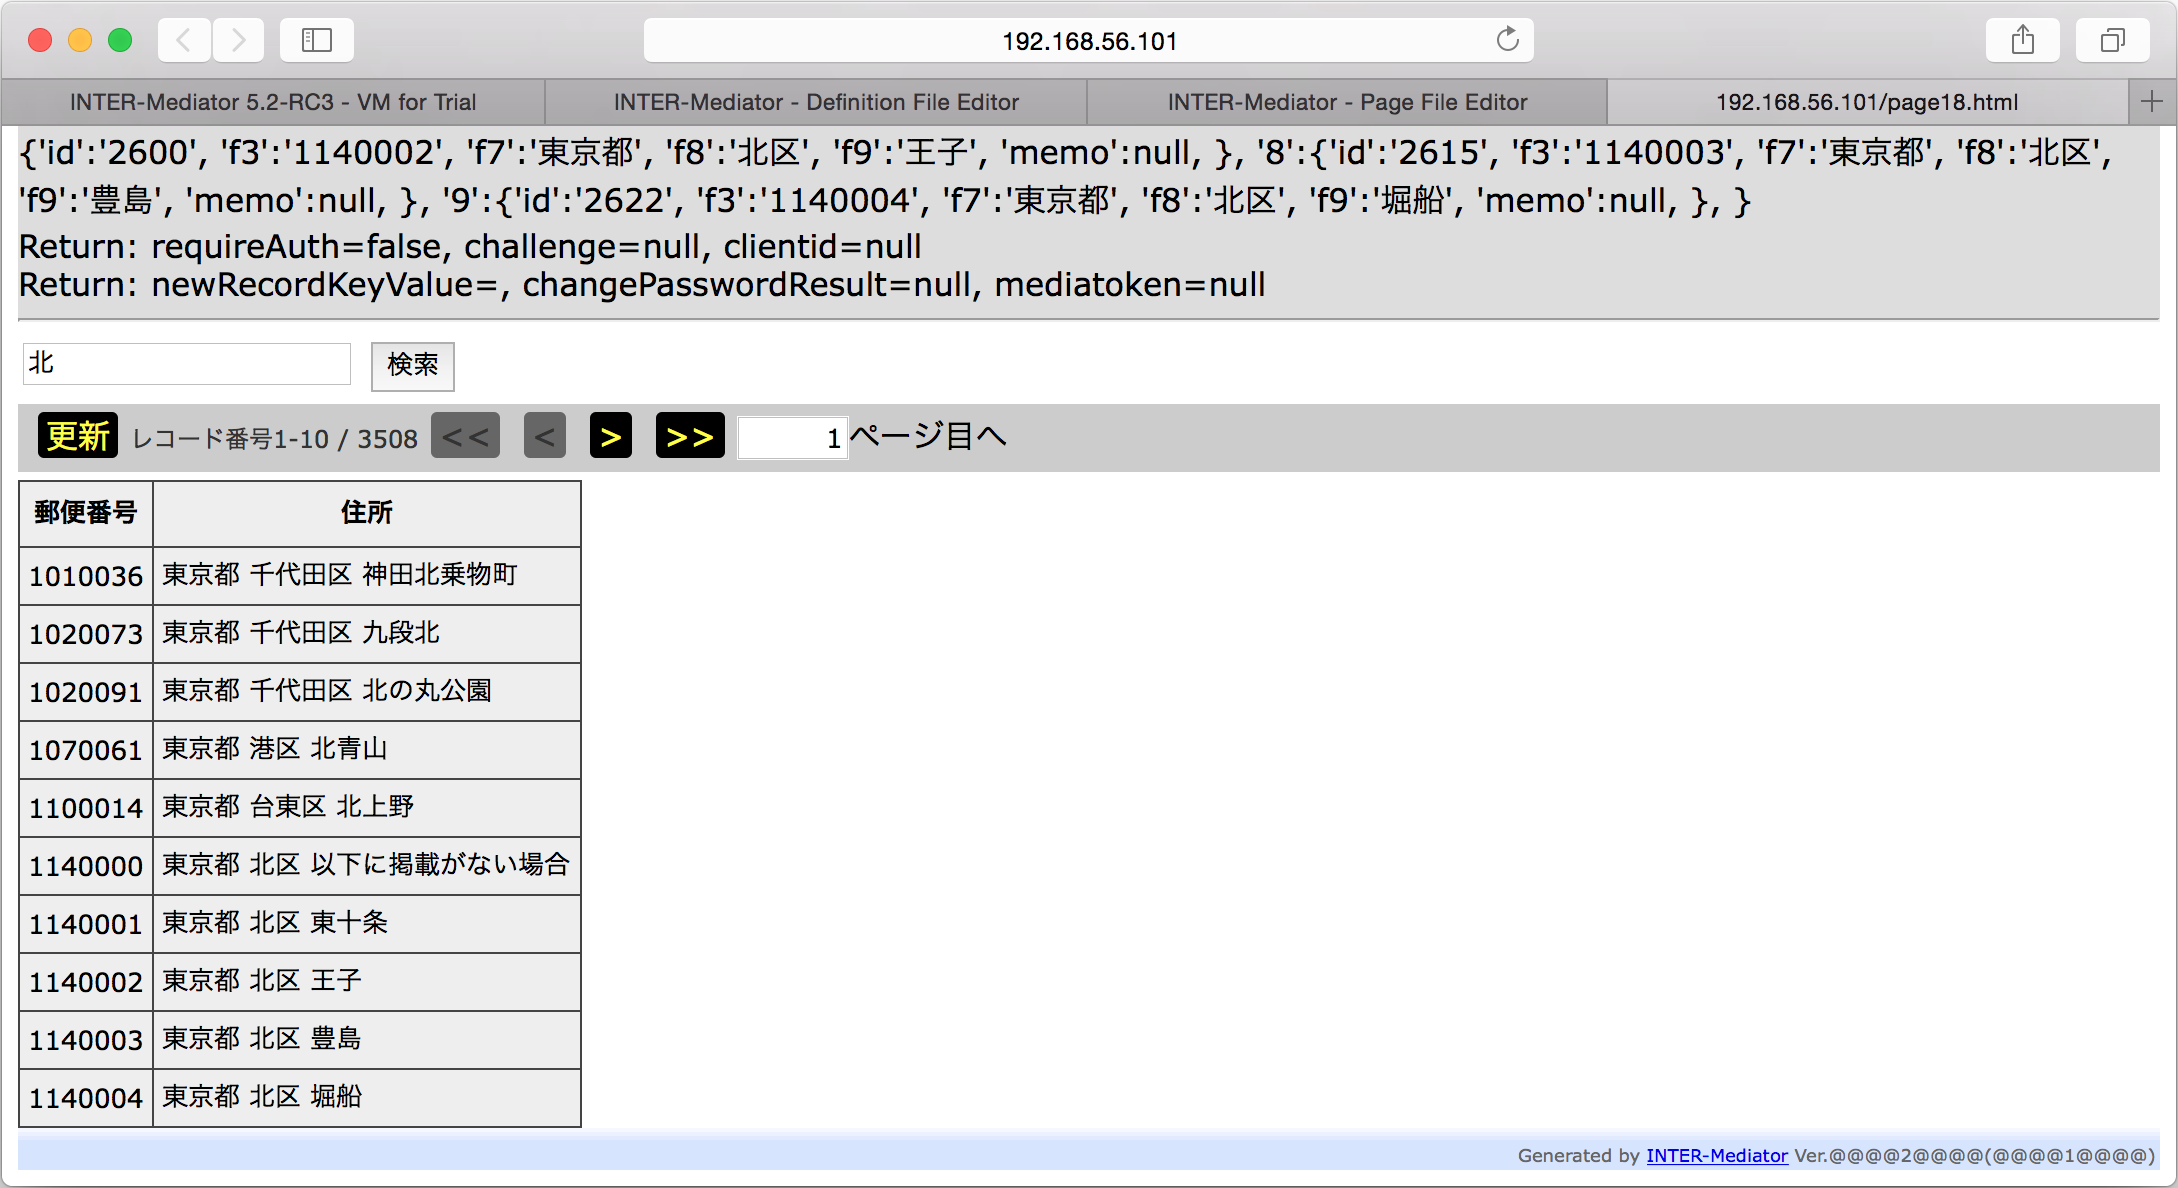 192.168.56.101
INTER-Mediator 5.2-RC3 - VM for Trial
INTER-Mediator - Definition File Editor
INTER-Mediator - Page File Editor
192.168.56.101/page18.html
{'id':'2600', 'f3':'1140002', 'f7':'東京都', 'f8':'北区', 'f9':'王子', 'memo':null, }, '8':{'id':'2615', 'f3':'1140003', 'f7':'東京都', 'f8':'北区',
'f9':'豊島', 'memo':null, }, '9':{'id':'2622', 'f3':'1140004', 'f7':'東京都', 'f8':'北区', 'f9':'堀船', 'memo':null, }, }
Return: requireAuth=false, challenge=null, clientid=null
Return: newRecordKeyValue=, changePasswordResult=null, mediatoken=null
北 検索
更新 レコード番号1-10 / 3508 << < > >> 1 ページ目へ
郵便番号 住所
1010036 東京都 千代田区 神田北乗物町
1020073 東京都 千代田区 九段北
1020091 東京都 千代田区 北の丸公園
1070061 東京都 港区 北青山
1100014 東京都 台東区 北上野
1140000 東京都 北区 以下に掲載がない場合
1140001 東京都 北区 東十条
1140002 東京都 北区 王子
1140003 東京都 北区 豊島
1140004 東京都 北区 堀船
Generated by INTER-Mediator Ver.@@@@2@@@@(@@@@1@@@@)